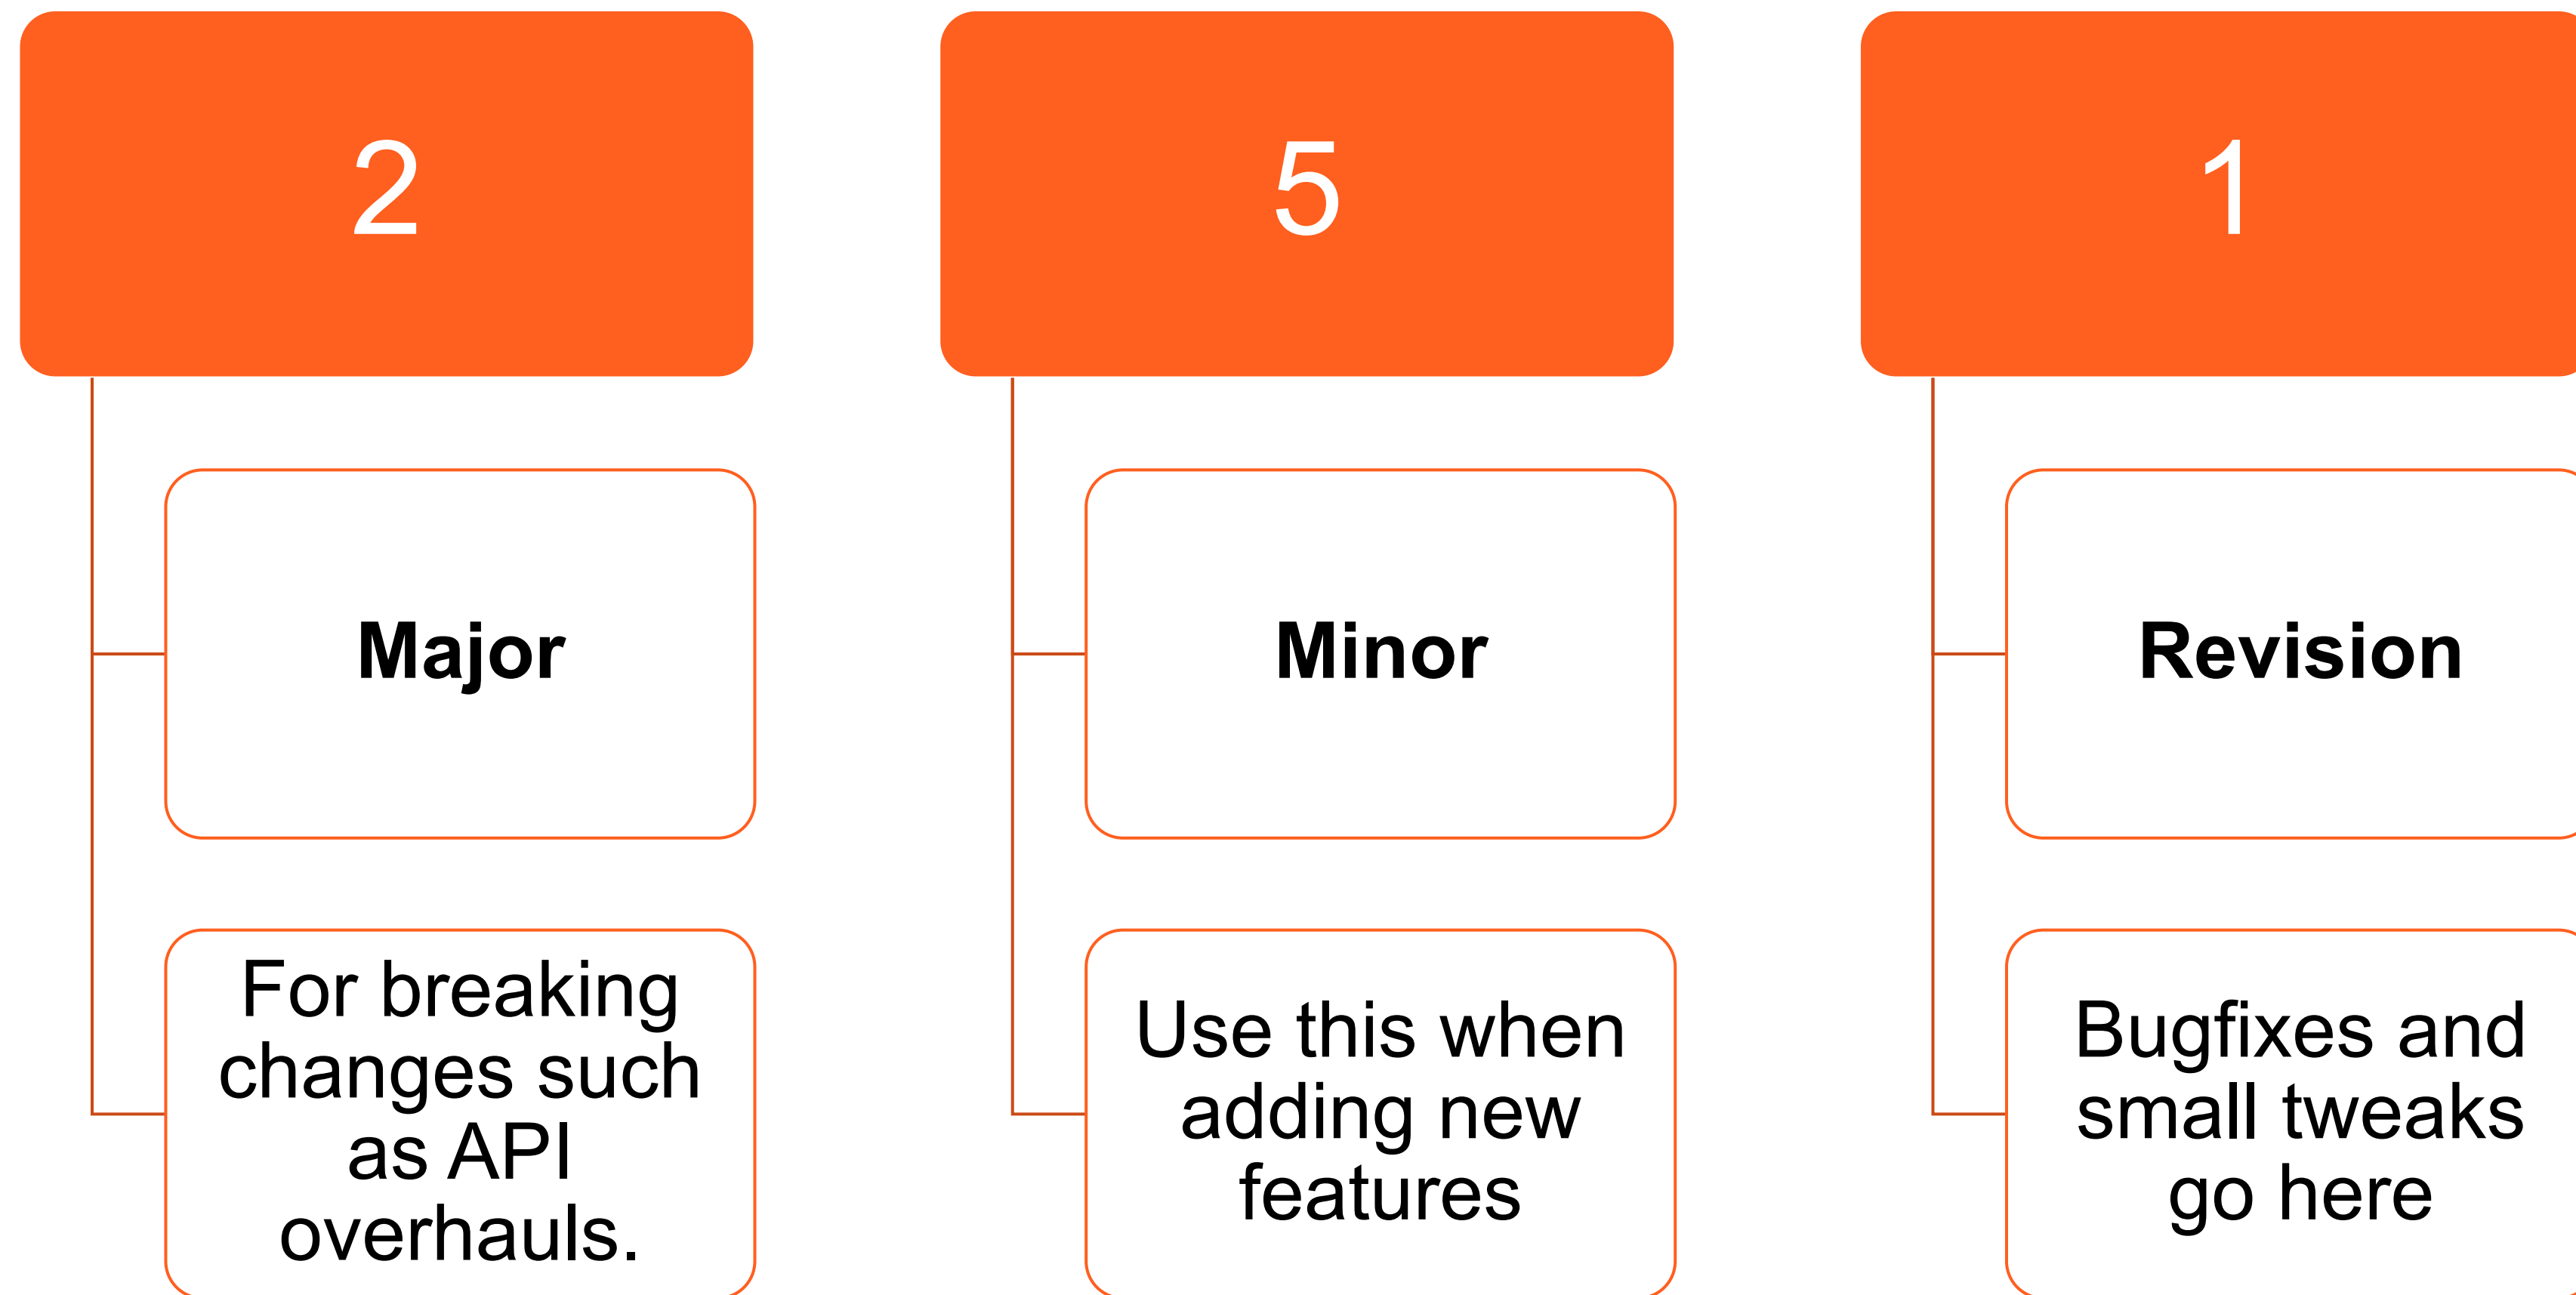 2
Major
For breaking
changes such
as API
overhauls.
5
Minor
Use this when
adding new
features
1
Revision
Bugfixes and
small tweaks
go here